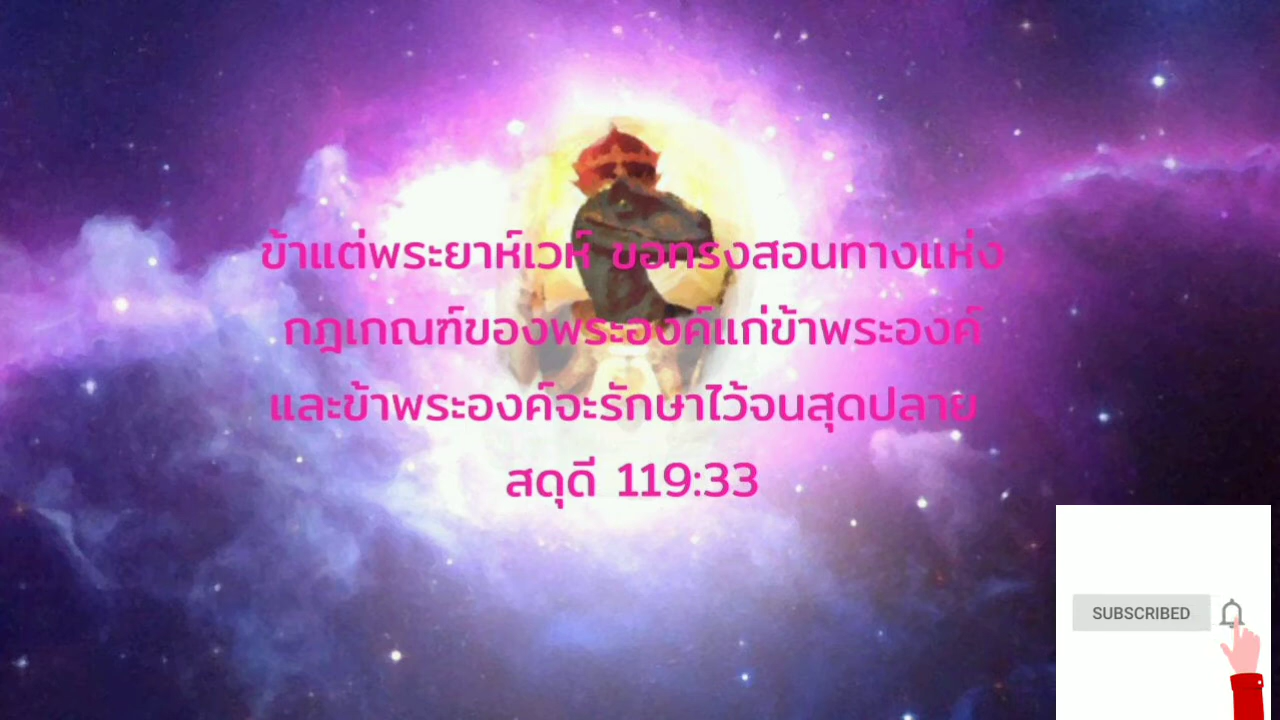 ข้าแต่พระยาห์เวห์ ขอทรงสอนทางแห่ง
กฎเกณฑ์ของพระองค์แก่ข้าพระองค์
และข้าพระองค์จะรักษาไว้จนสุดปลาย
สดุดี 119:33
SUBSCRIBED